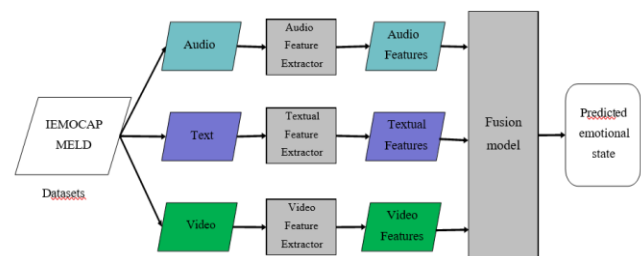 IEMOCAP
MELD
Datasets
Audio
Audio
Feature
Extractor
Audio
Features
Text
Textual
Feature
Extractor
Textual
Features
Video
Video
Feature
Extractor
Video
Features
Fusion
model
Predicted
emotional
state